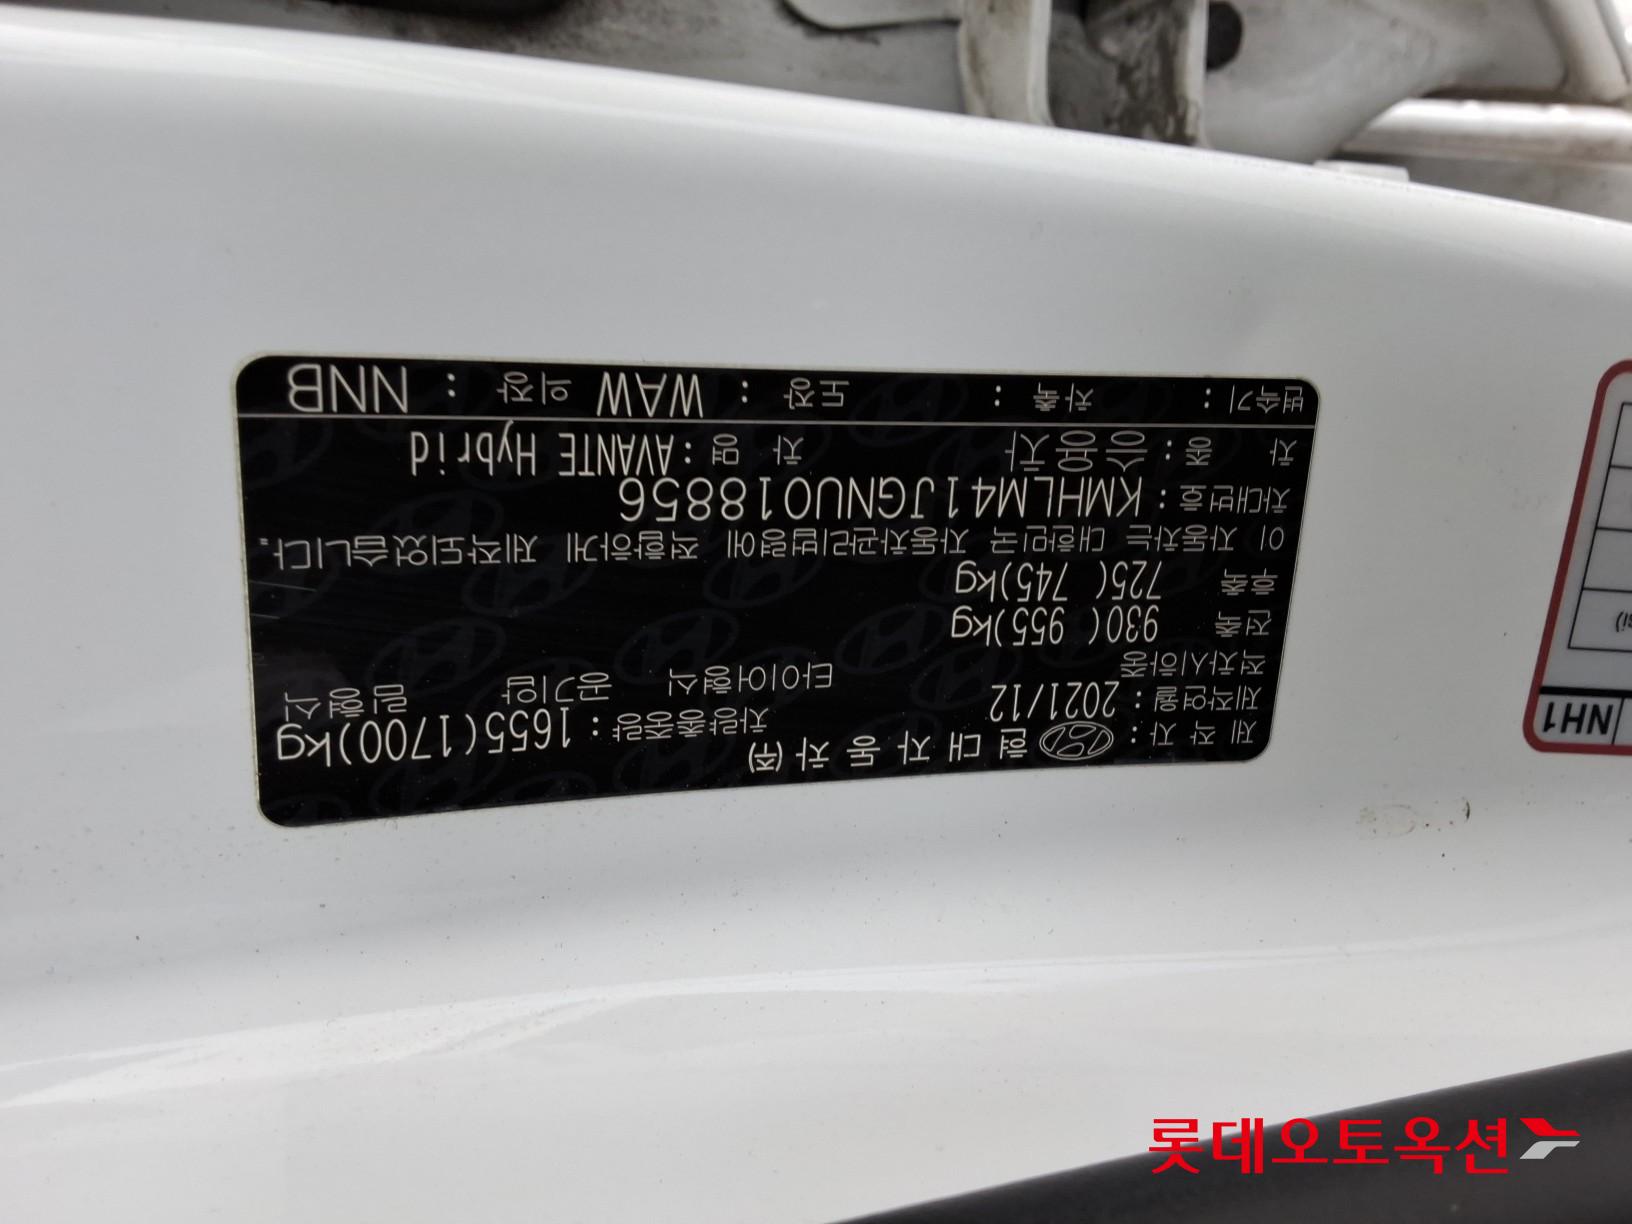 제 작 자 : 현 대 자 동 차 (주)
제작연월 : 2021/12 차량총중량 : 1655(1700)kg
전차시하중 타이어형식 공기압 림형식
전 축 930( 955)kg
후 축 725( 745)kg
이 자동차는 대한민국 자동차관리법령에 적합하게 제작되었습니다.
차대번호 : KMHLM41JGNU018856
차 종 : 승용차 차 명 : AVANTE Hybrid
변속기 : 차 축 : 도 장 : WAW 의 장 : NNB
NH1
si)
롯데오토옥션